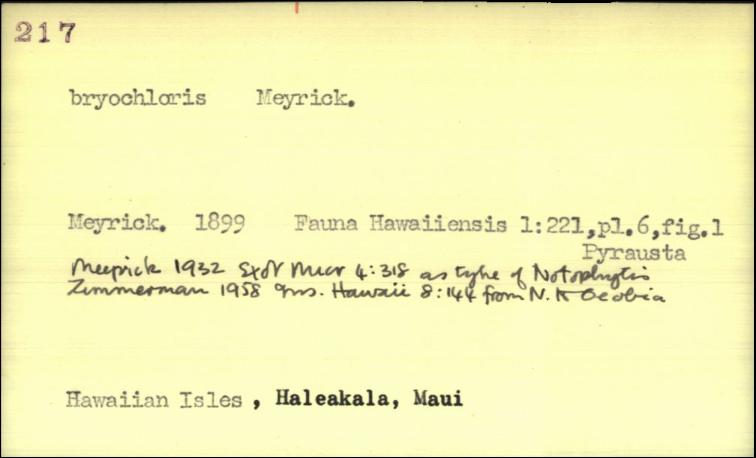 217
bryochloris Meyrick.
Meyrick. 1899 Fauna Hawaiiensis 1:221,pl.6,fig.1
Pyrausta
Meyrick 1932 Exot Micr 4:318 as type of Notophytis
Zimmerman 1958 Ins. Hawaii 8:144 from N. to Oeobia
Hawaiian Isles, Haleakala, Maui